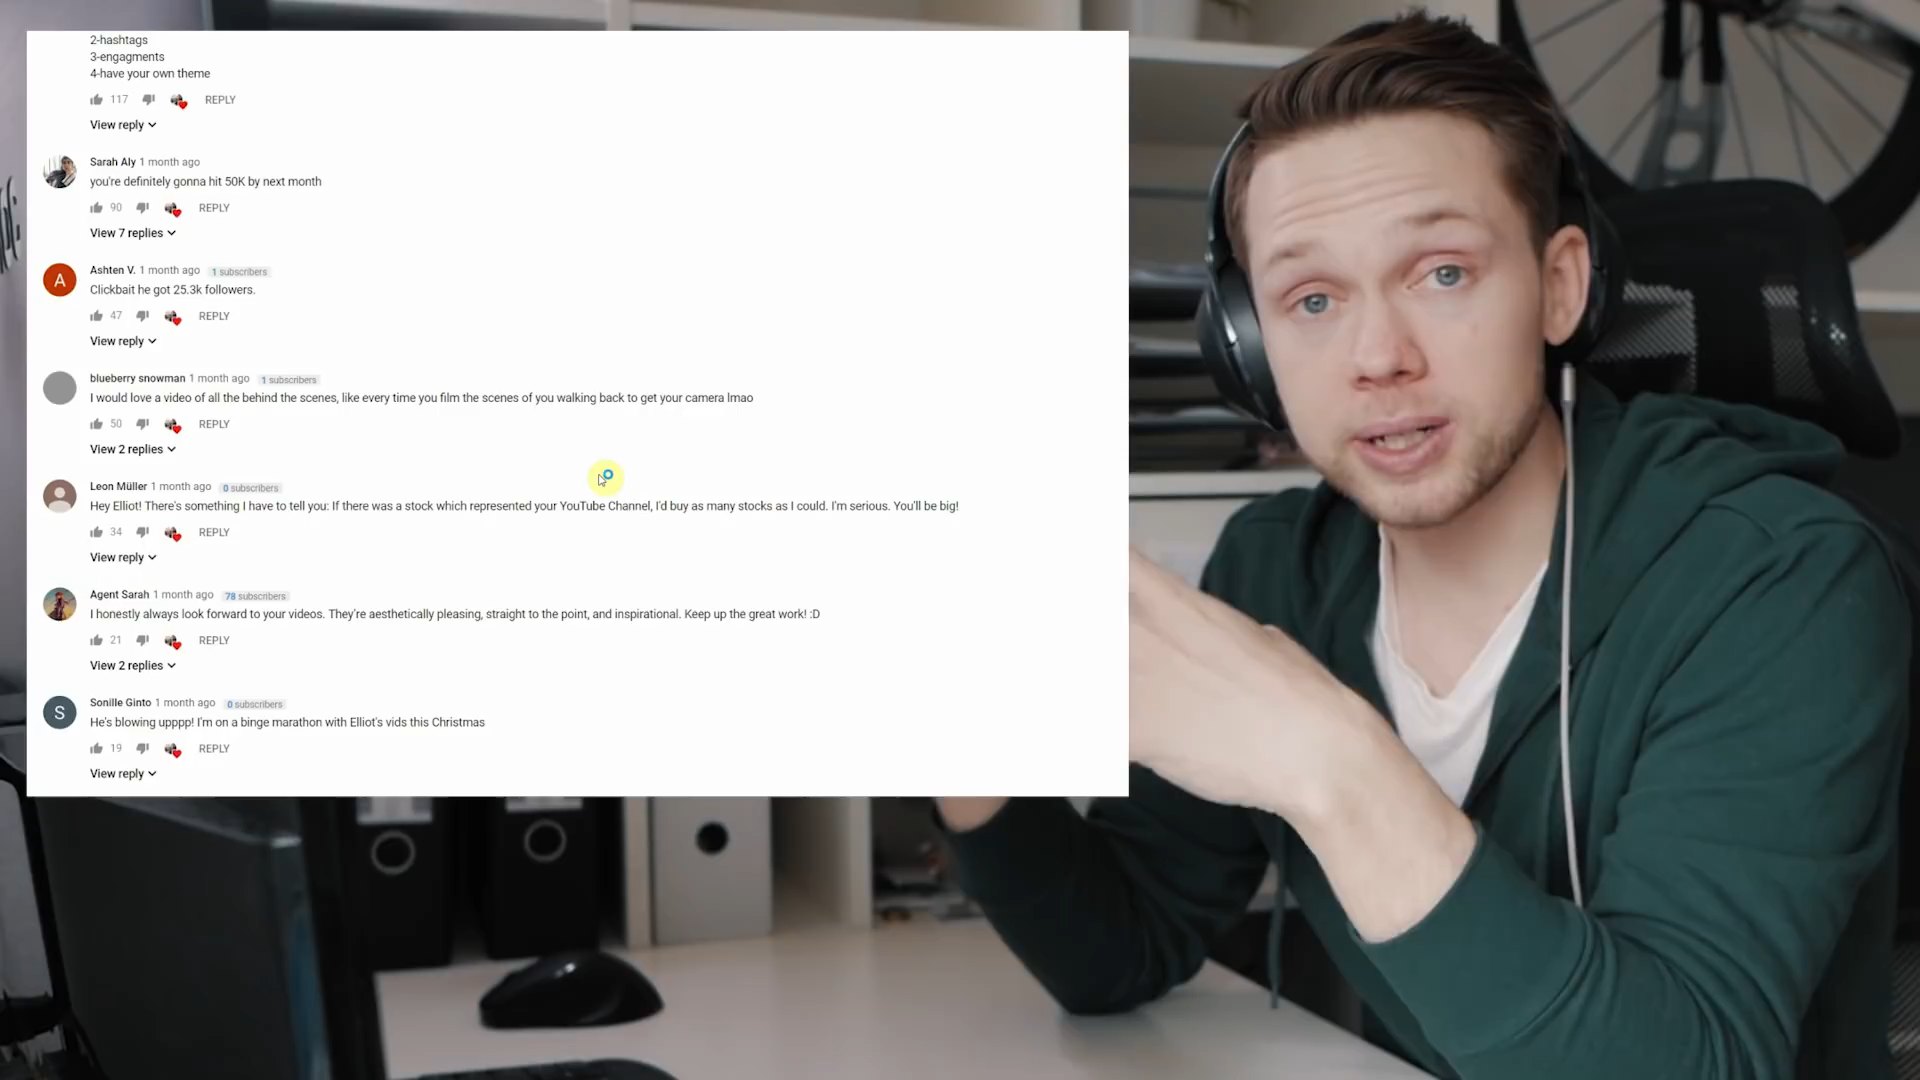 2-hashtags
3-engagments
4-have your own theme
117 REPLY
View reply
Sarah Aly 1 month ago
you're definitely gonna hit 50K by next month
90 REPLY
View 7 replies
A
Ashten V. 1 month ago 1 subscribers
Clickbait he got 25.3k followers.
47 REPLY
View reply
blueberry snowman 1 month ago 1 subscribers
I would love a video of all the behind the scenes, like every time you film the scenes of you walking back to get your camera lmao
50 REPLY
View 2 replies
Leon Müller 1 month ago 0 subscribers
Hey Elliot! There's something I have to tell you: If there was a stock which represented your YouTube Channel, I'd buy as many stocks as I could. I'm serious. You'll be big!
34 REPLY
View reply
Agent Sarah 1 month ago 78 subscribers
I honestly always look forward to your videos. They're aesthetically pleasing, straight to the point, and inspirational. Keep up the great work! :D
21 REPLY
View 2 replies
S
Sonille Ginto 1 month ago 0 subscribers
He's blowing upppp! I'm on a binge marathon with Elliot's vids this Christmas
19 REPLY
View reply